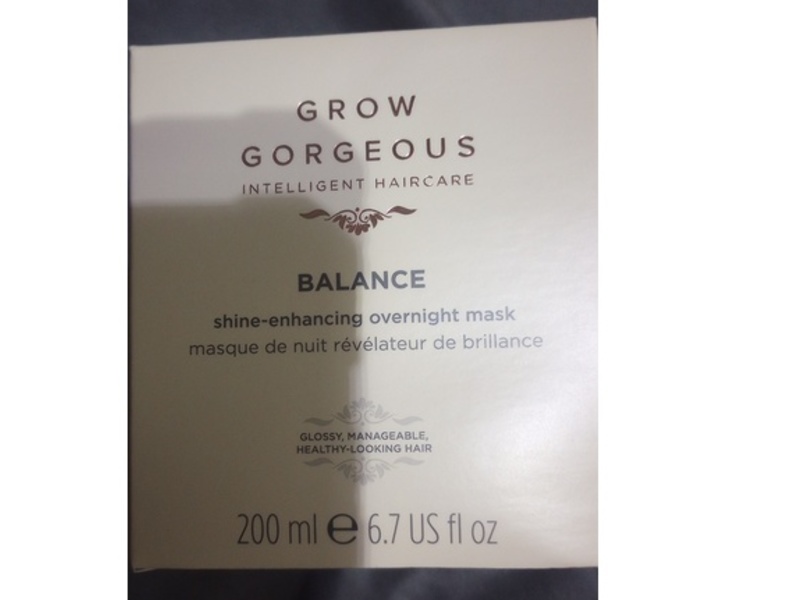 GROW
GORGEOUS
INTELLIGENT HAIRCARE
BALANCE
shine-enhancing overnight mask
masque de nuit révélateur de brillance
GLOSSY, MANAGEABLE,
HEALTHY-LOOKING HAIR
200 ml ℮ 6.7 US fl oz